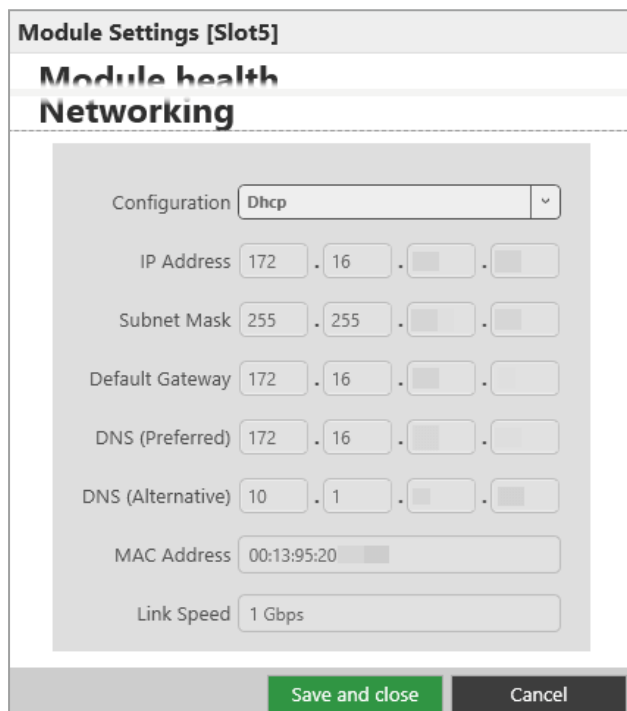 Module Settings [Slot5]
Module health
Networking
Configuration Dhcp
IP Address 172 . 16 . .
Subnet Mask 255 . 255 . .
Default Gateway 172 . 16 . .
DNS (Preferred) 172 . 16 . .
DNS (Alternative) 10 . 1 . .
MAC Address 00:13:95:20
Link Speed 1 Gbps
Save and close Cancel